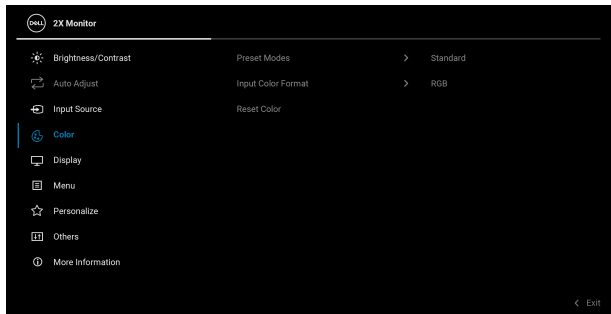 DELL 2X Monitor
Brightness/Contrast Preset Modes > Standard
Auto Adjust Input Color Format > RGB
Input Source Reset Color
Color
Display
Menu
Personalize
Others
More Information
< Exit